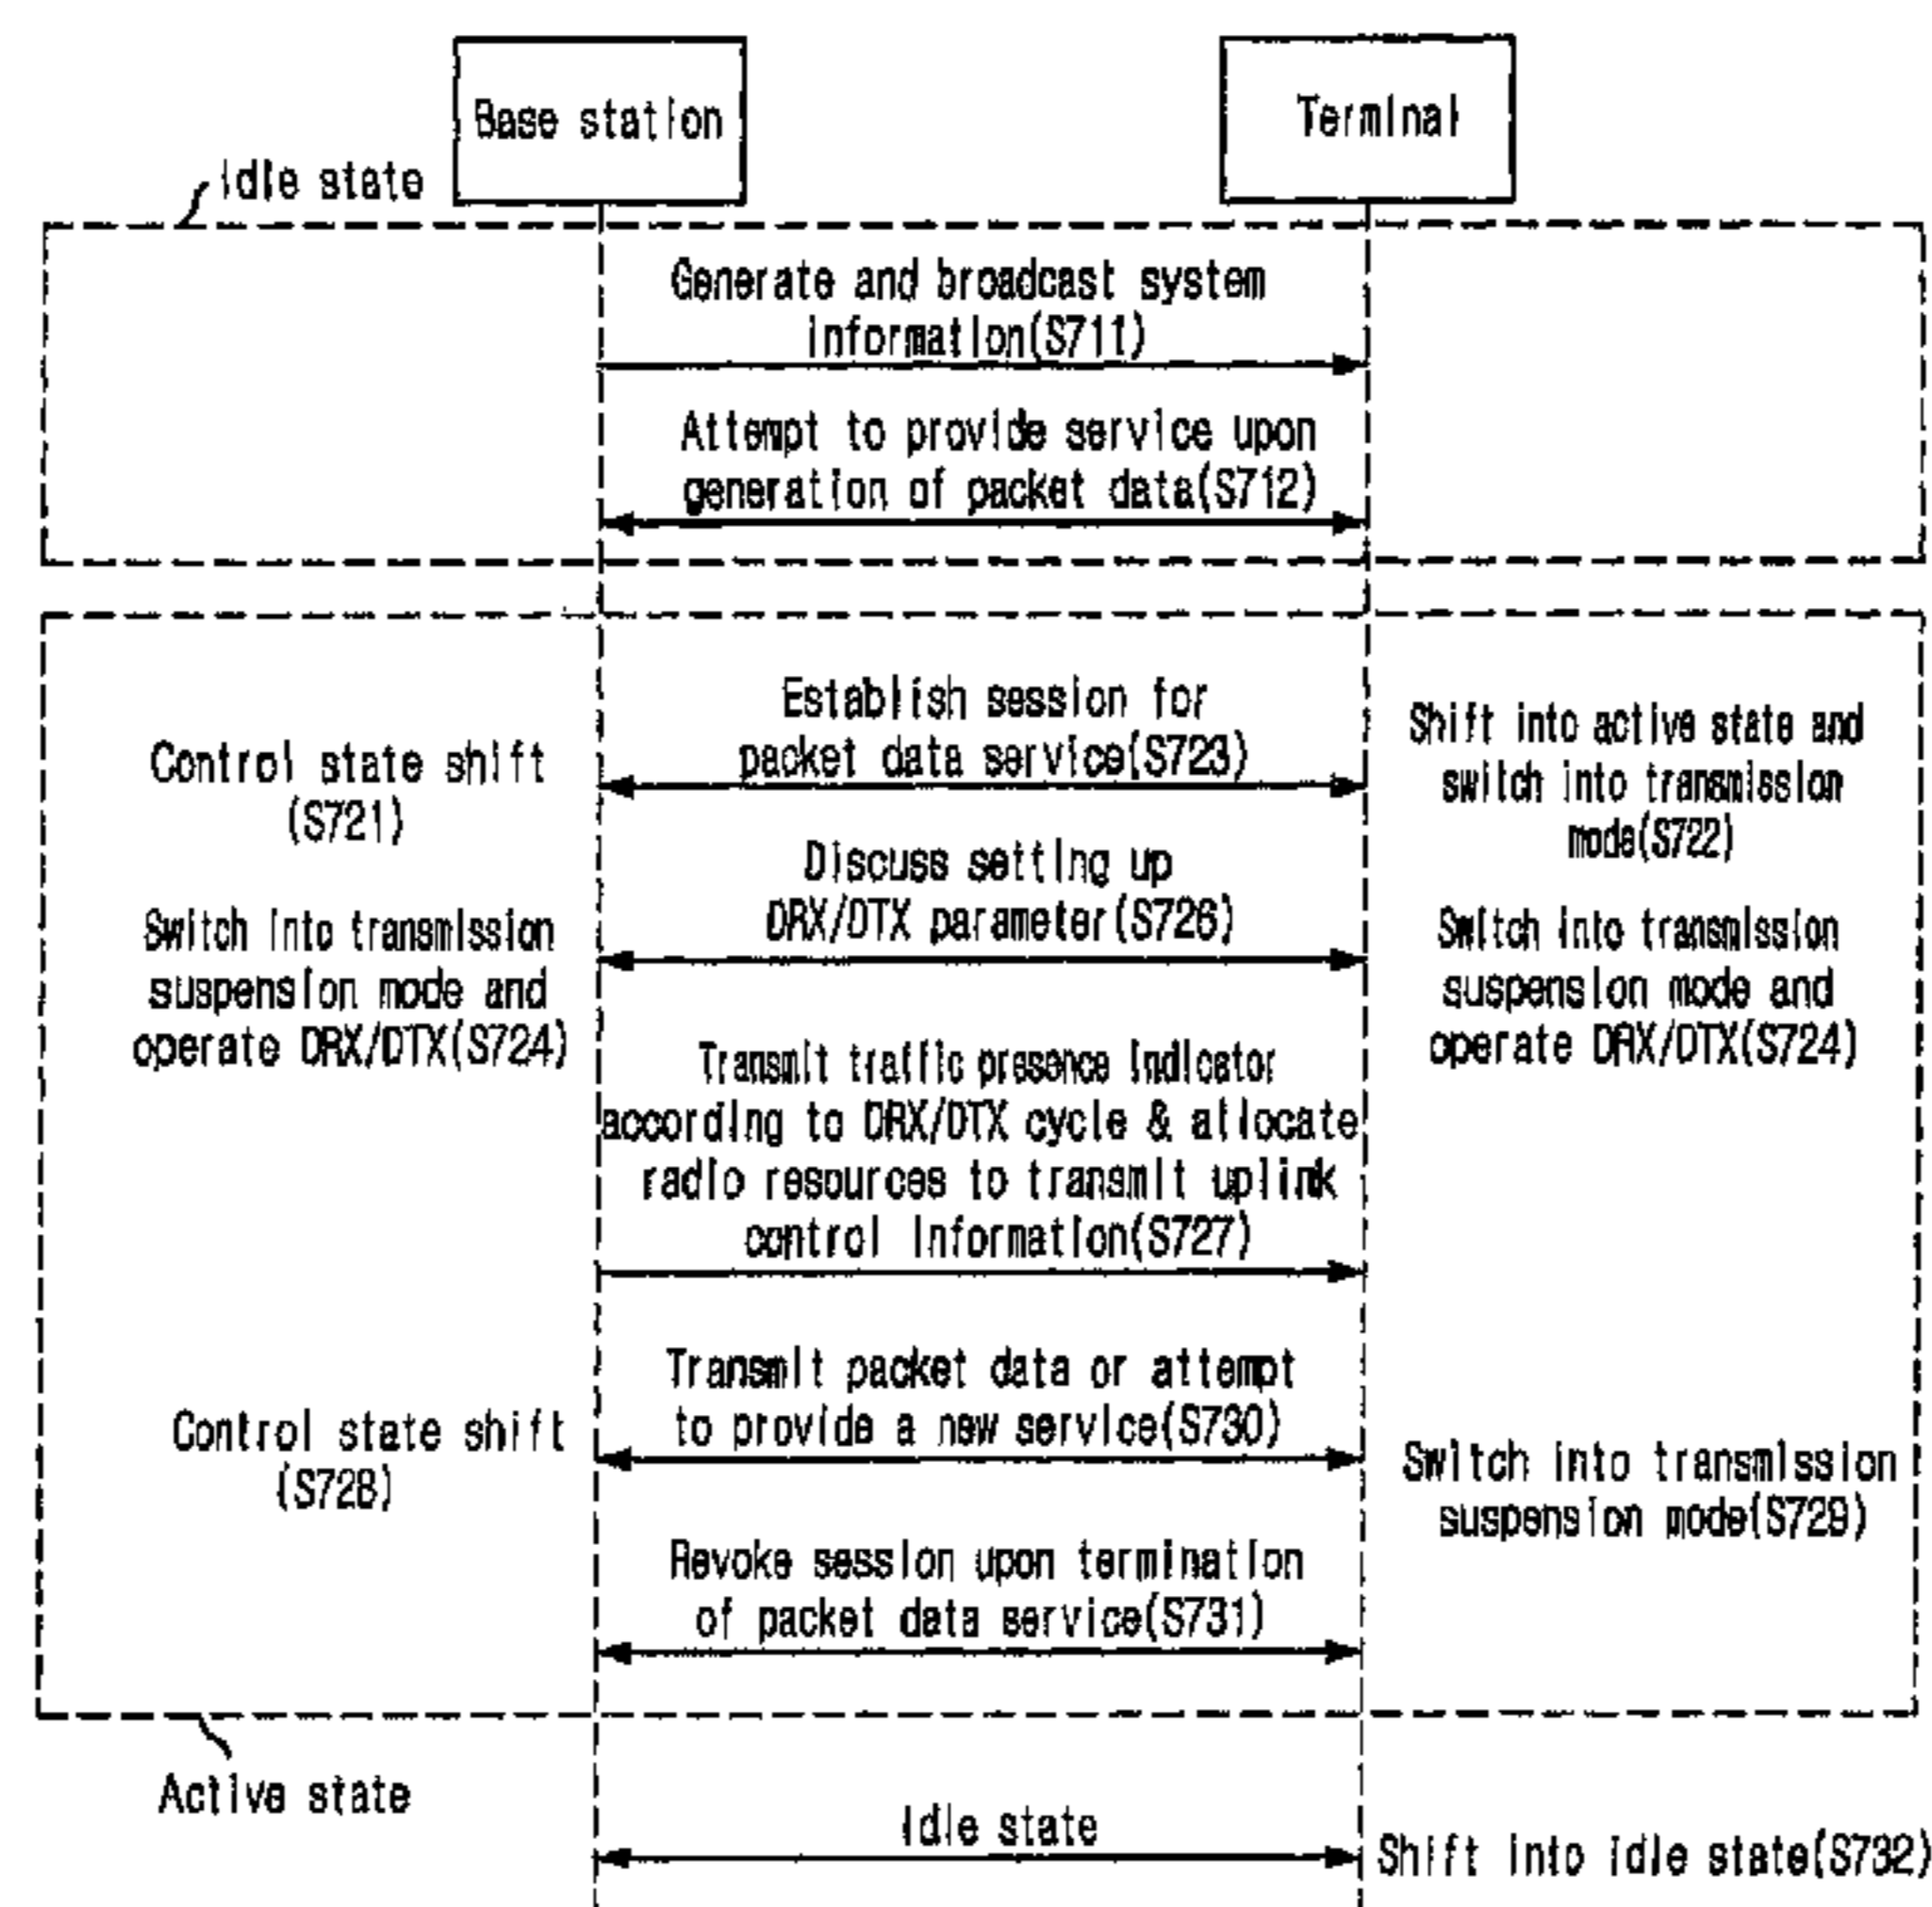 Base station
Terminal
Idle state
Generate and broadcast system
information(S711)
Attempt to provide service upon
generation of packet data(S712)
Establish session for
packet data service(S723)
Control state shift
(S721)
Shift into active state and
switch into transmission
mode(S722)
Discuss setting up
DRX/DTX parameter(S726)
Switch into transmission
suspension mode and
operate DRX/DTX(S724)
Switch into transmission
suspension mode and
operate DRX/DTX(S724)
Transmit traffic presence indicator
according to DRX/DTX cycle & allocate
radio resources to transmit uplink
control information(S727)
Transmit packet data or attempt
to provide a new service(S730)
Control state shift
(S728)
Switch into transmission
suspension mode(S729)
Revoke session upon termination
of packet data service(S731)
Active state
Idle state
Shift into idle state(S732)